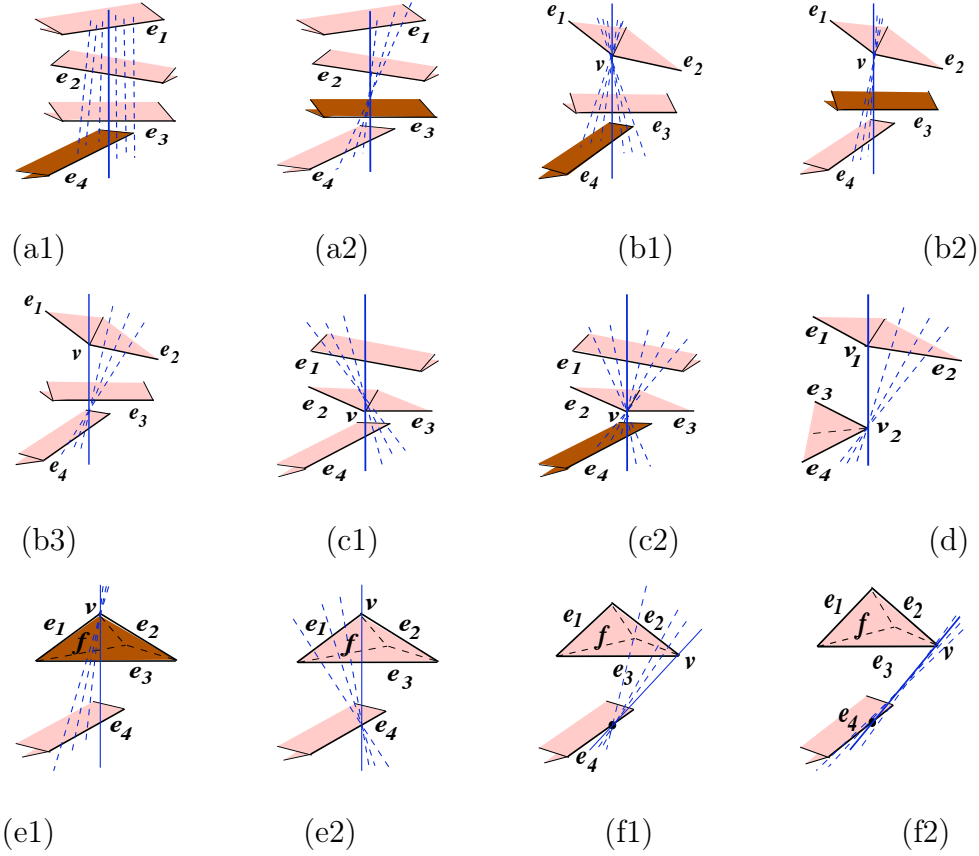 e1 e2 e3 e4
e1 e2 e3 e4
e1 v e2 e3 e4
e1 v e2 e3 e4
(a1) (a2) (b1) (b2)
e1 v e2 e3 e4
e1 e2 v e3 e4
e1 e2 v e3 e4
e1 v1 e2 e3 v2 e4
(b3) (c1) (c2) (d)
v e1 f e2 e3 e4
v e1 f e2 e3 e4
e1 f e2 e3 v e4
e1 f e2 e3 v e4
(e1) (e2) (f1) (f2)